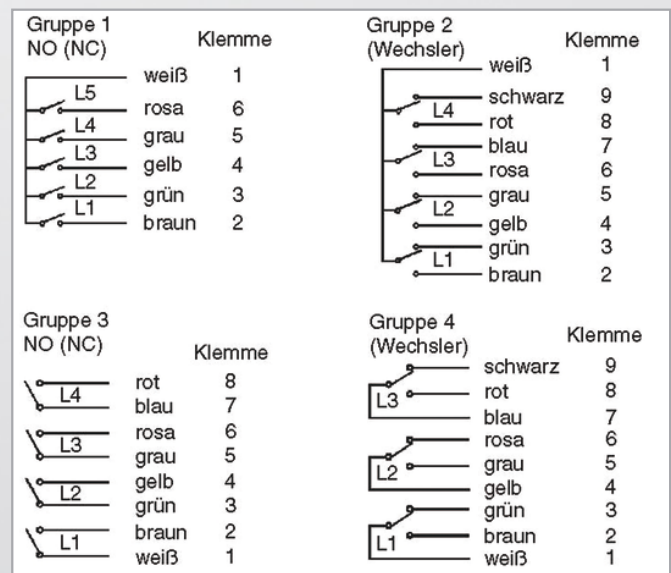 Gruppe 1
NO (NC)
Klemme
weiß 1
L5
rosa 6
L4
grau 5
L3
gelb 4
L2
grün 3
L1
braun 2
Gruppe 2
(Wechsler)
Klemme
weiß 1
schwarz 9
L4
rot 8
blau 7
L3
rosa 6
grau 5
L2
gelb 4
grün 3
L1
braun 2
Gruppe 3
NO (NC)
Klemme
rot 8
L4
blau 7
rosa 6
L3
grau 5
gelb 4
L2
grün 3
braun 2
L1
weiß 1
Gruppe 4
(Wechsler)
Klemme
schwarz 9
L3
rot 8
blau 7
rosa 6
L2
grau 5
gelb 4
grün 3
L1
braun 2
weiß 1